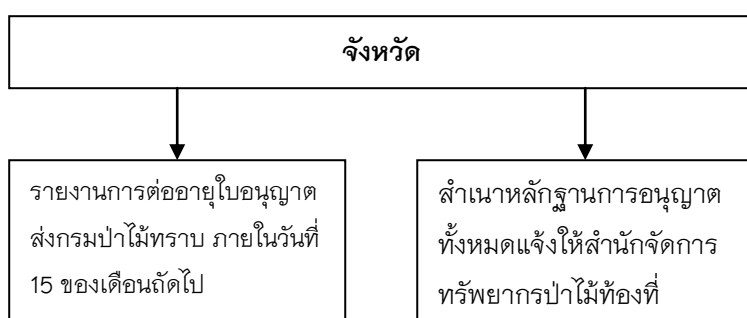 จังหวัด
รายงานการต่ออายุใบอนุญาต
ส่งกรมป่าไม้ทราบ ภายในวันที่
15 ของเดือนถัดไป
สำเนาหลักฐานการอนุญาต
ทั้งหมดแจ้งให้สำนักจัดการ
ทรัพยากรป่าไม้ท้องที่